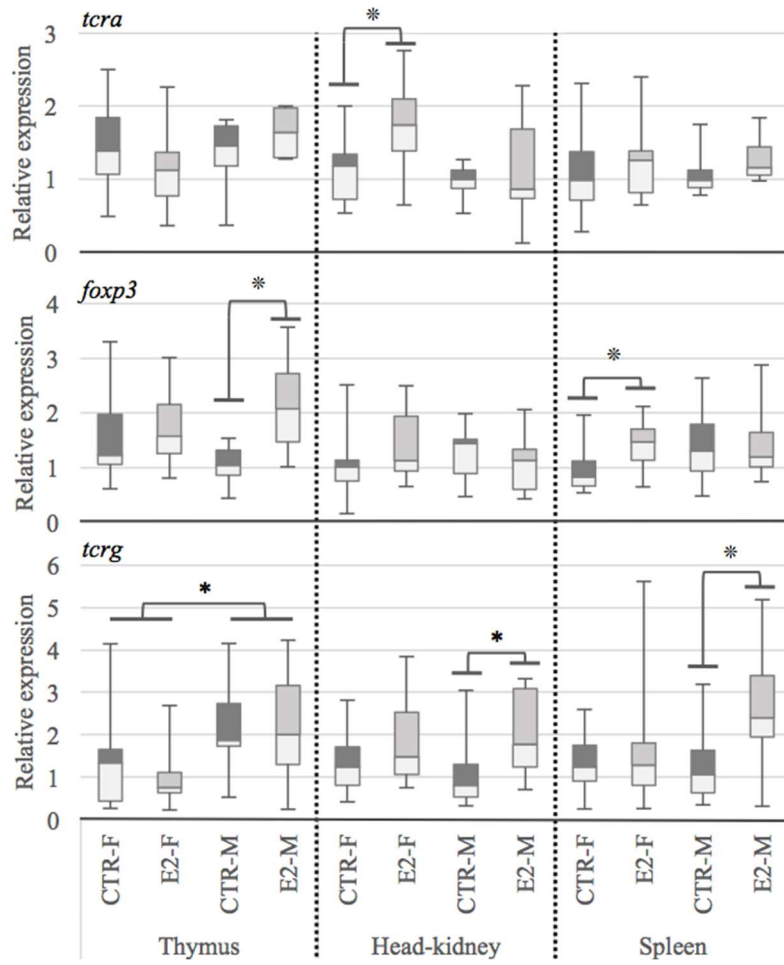 tcra
3
2
1
0
Relative expression
*
foxp3
4
3
2
1
0
Relative expression
*
*
tcrg
6
5
4
3
2
1
0
Relative expression
*
*
*
CTR-F E2-F CTR-M E2-M CTR-F E2-F CTR-M E2-M CTR-F E2-F CTR-M E2-M
Thymus Head-kidney Spleen